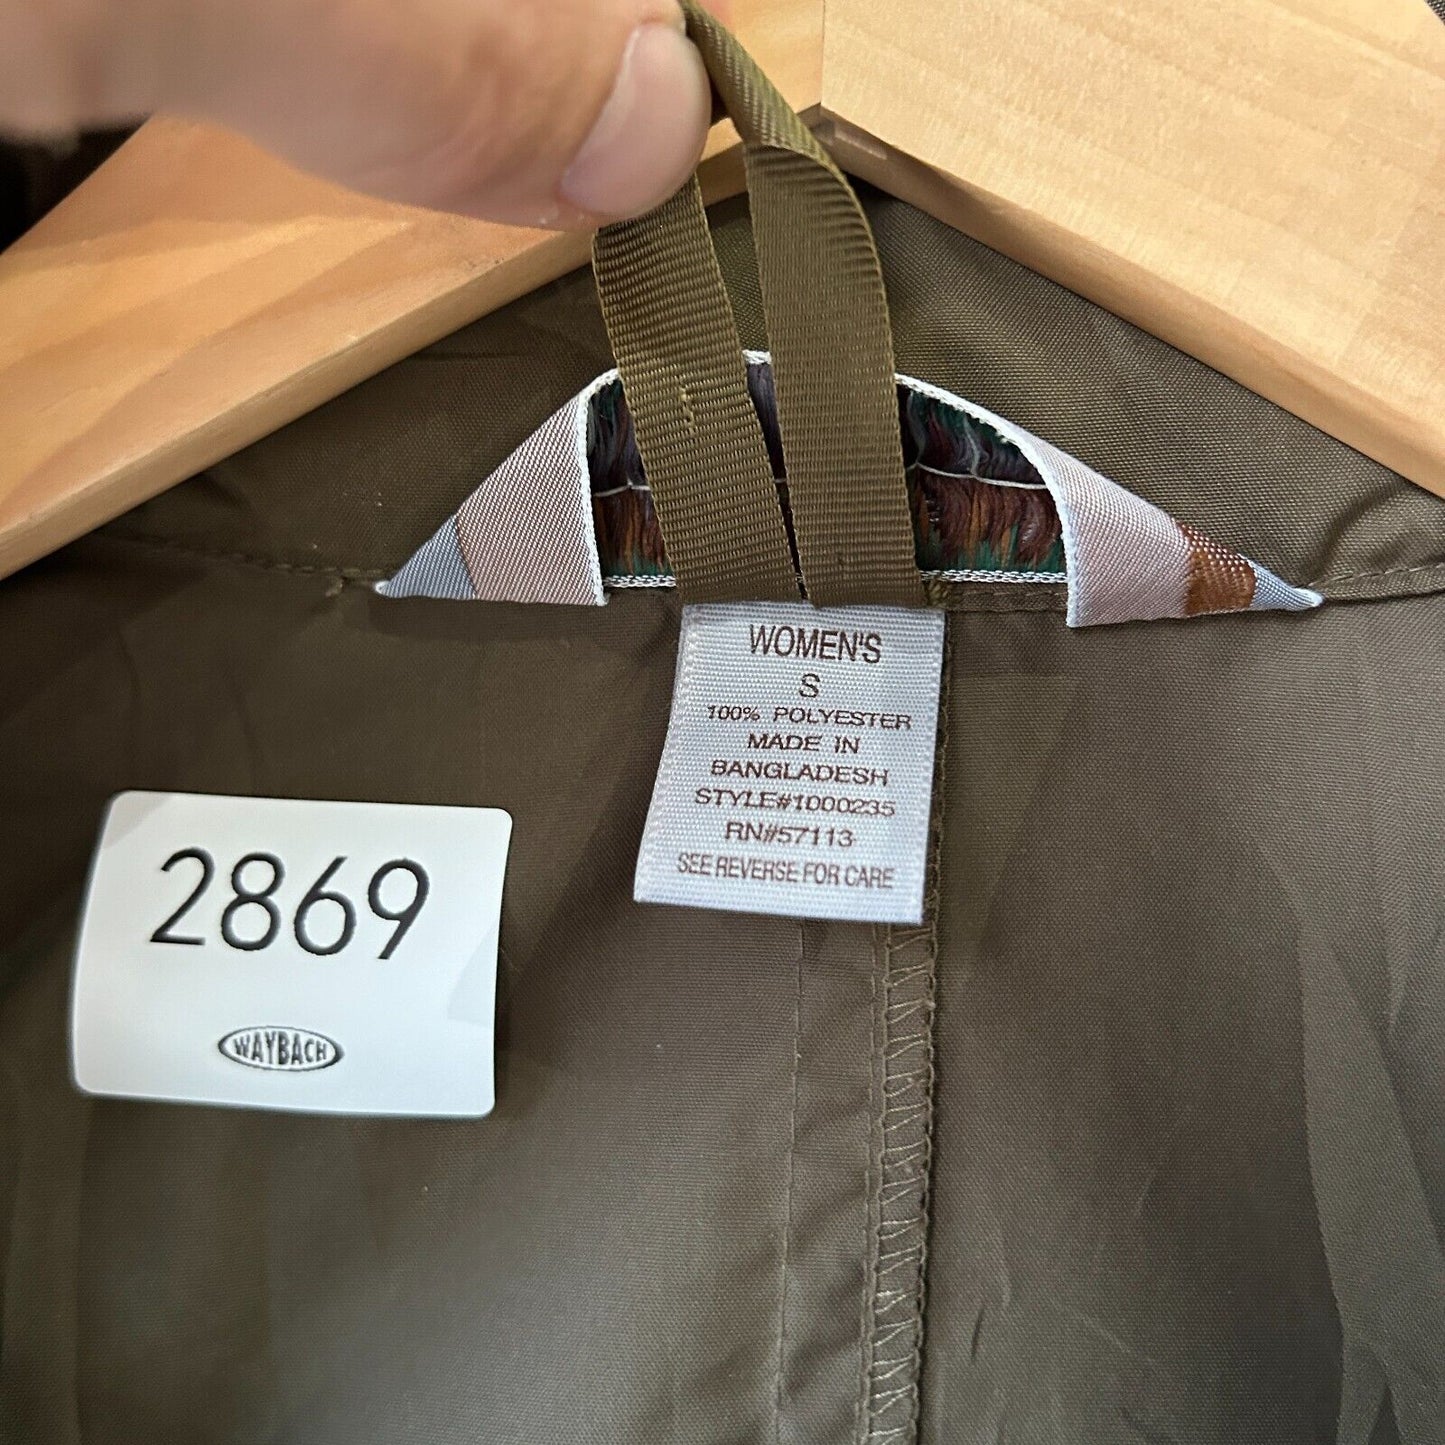 WOMEN'S
S
100% POLYESTER
MADE IN
BANGLADESH
STYLE#1000235
RN#57113
SEE REVERSE FOR CARE
2869
WAYBACH